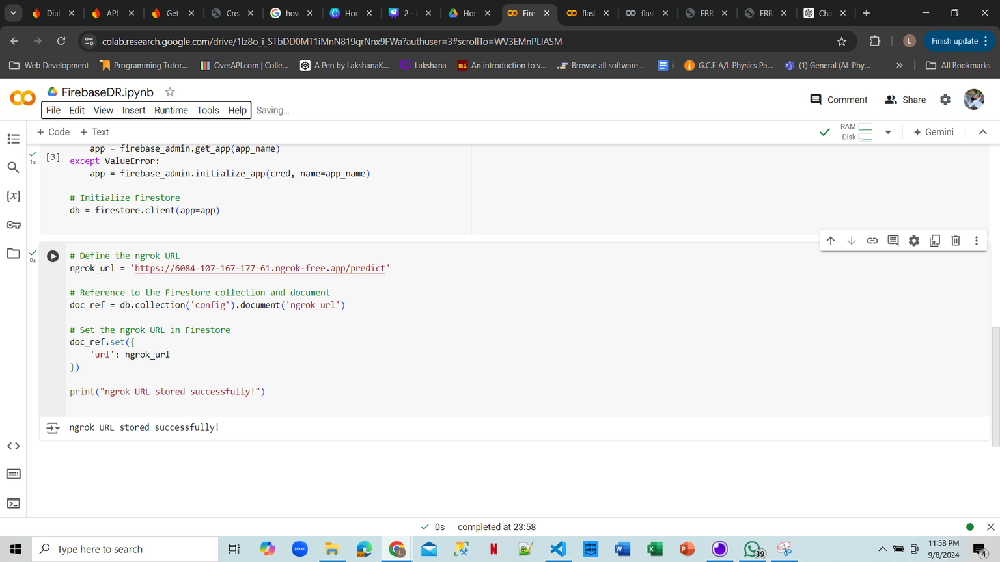 Dial
API
Get
Cre
how
Hor
2 -
Hor
Fire
flas
flas
ERR
ERR
Cha
colab.research.google.com/drive/1lz8o_i_STbDD0MT1iMnN819qrNnx9FWa?authuser=3#scrollTo=WV3EMnPLIASM
L
Finish update
Web Development
Programming Tutor...
OverAPI.com | Colle...
A Pen by LakshanaK...
Lakshana
mi An introduction to v...
Browse all software...
i
G.C.E A/L Physics Pa...
(1) General (AL Phy...
»
All Bookmarks
FirebaseDR.ipynb
File Edit View Insert Runtime Tools Help Saving...
Comment
Share
+ Code + Text
RAM
Disk
Gemini
1s
[3]
app = firebase_admin.get_app(app_name)
except ValueError:
app = firebase_admin.initialize_app(cred, name=app_name)
# Initialize Firestore
db = firestore.client(app=app)
0s
# Define the ngrok URL
ngrok_url = 'https://6084-107-167-177-61.ngrok-free.app/predict'
# Reference to the Firestore collection and document
doc_ref = db.collection('config').document('ngrok_url')
# Set the ngrok URL in Firestore
doc_ref.set({
'url': ngrok_url
})
print("ngrok URL stored successfully!")
ngrok URL stored successfully!
0s completed at 23:58
Type here to search
zoom
L
N
prime video
W
X
P
39
11:58 PM
9/8/2024
4